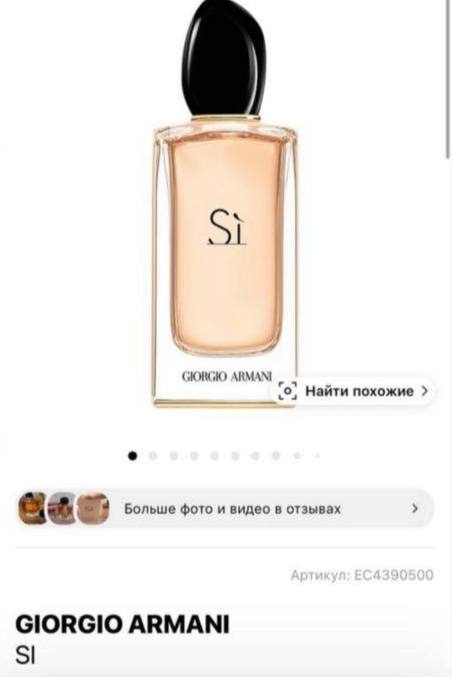 Sì
GIORGIO ARMANI
Найти похожие
Больше фото и видео в отзывах
Артикул: EC4390500
GIORGIO ARMANI
SI